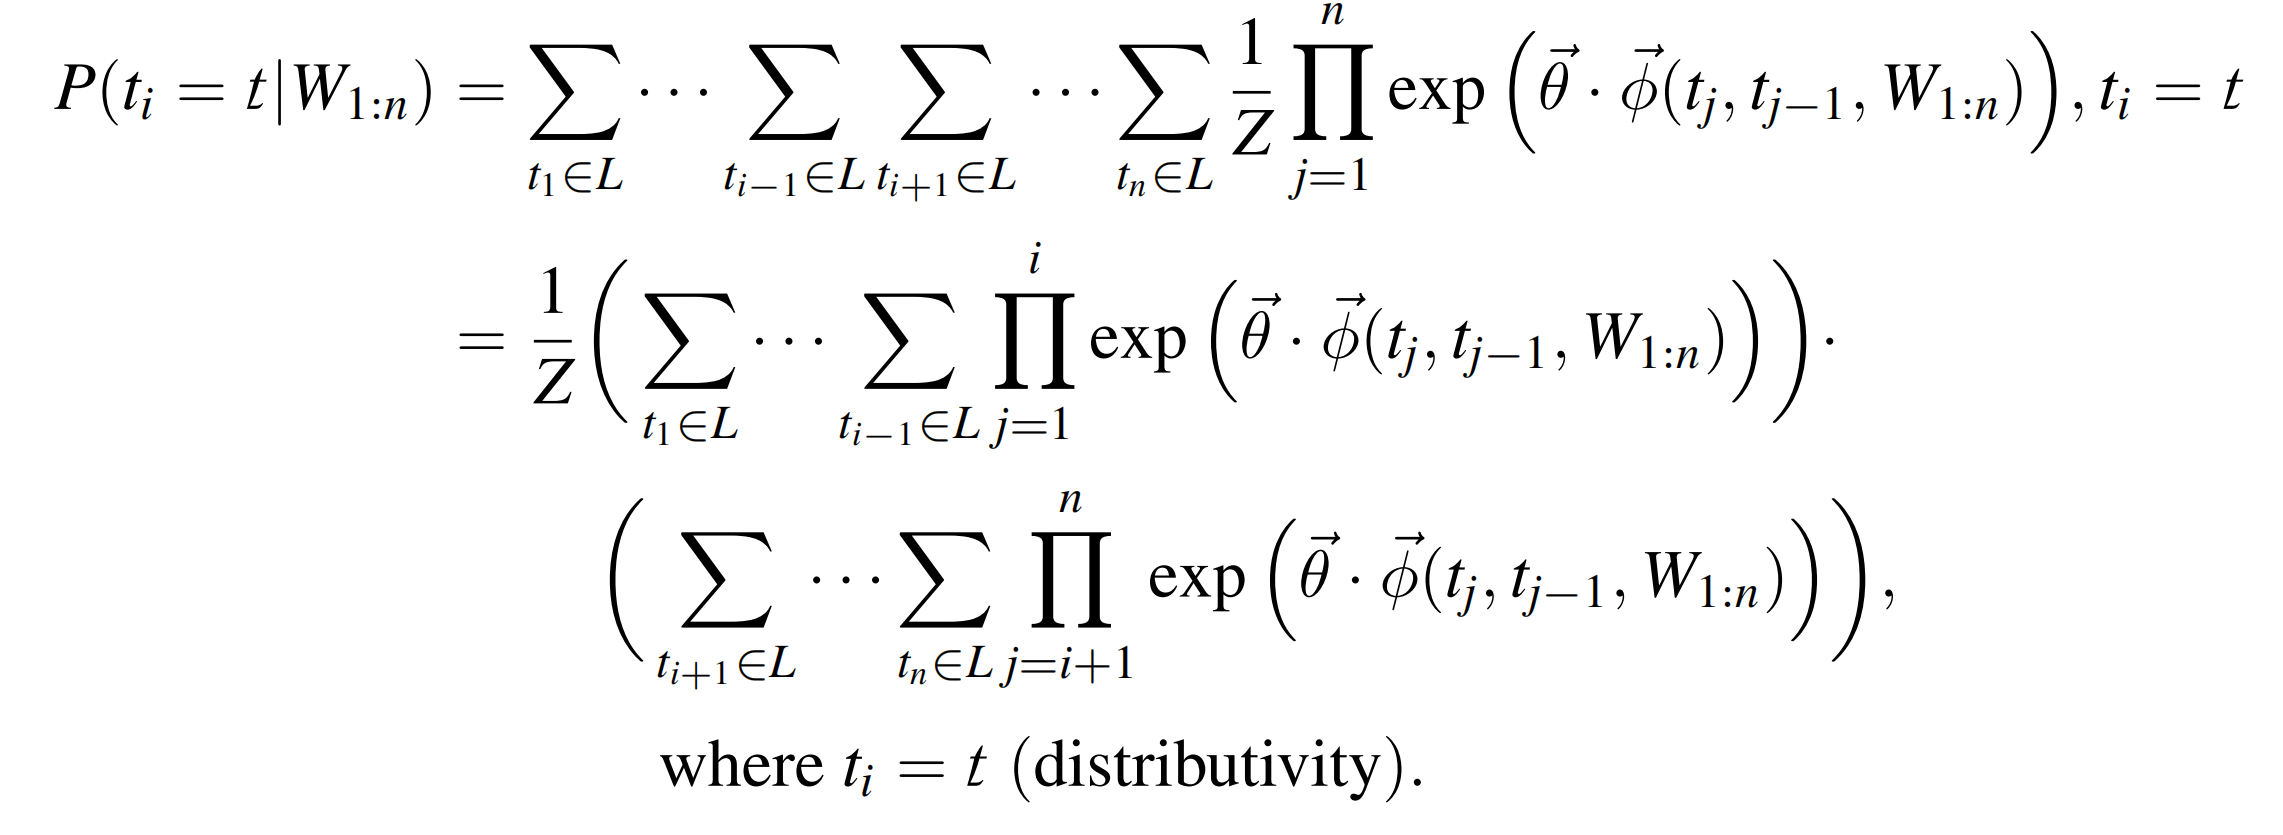 $P(t_i = t|W_{1:n}) = \sum_{t_1 \in L} \cdots \sum_{t_{i-1} \in L} \sum_{t_{i+1} \in L} \cdots \sum_{t_n \in L} \frac{1}{Z} \prod_{j=1}^{n} \exp\left(\vec{\theta} \cdot \vec{\phi}(t_j, t_{j-1}, W_{1:n})\right), t_i = t$
$= \frac{1}{Z} \left( \sum_{t_1 \in L} \cdots \sum_{t_{i-1} \in L} \prod_{j=1}^{i} \exp\left(\vec{\theta} \cdot \vec{\phi}(t_j, t_{j-1}, W_{1:n})\right) \right) \cdot$
$\left( \sum_{t_{i+1} \in L} \cdots \sum_{t_n \in L} \prod_{j=i+1}^{n} \exp\left(\vec{\theta} \cdot \vec{\phi}(t_j, t_{j-1}, W_{1:n})\right) \right),$
where $t_i = t$ (distributivity).